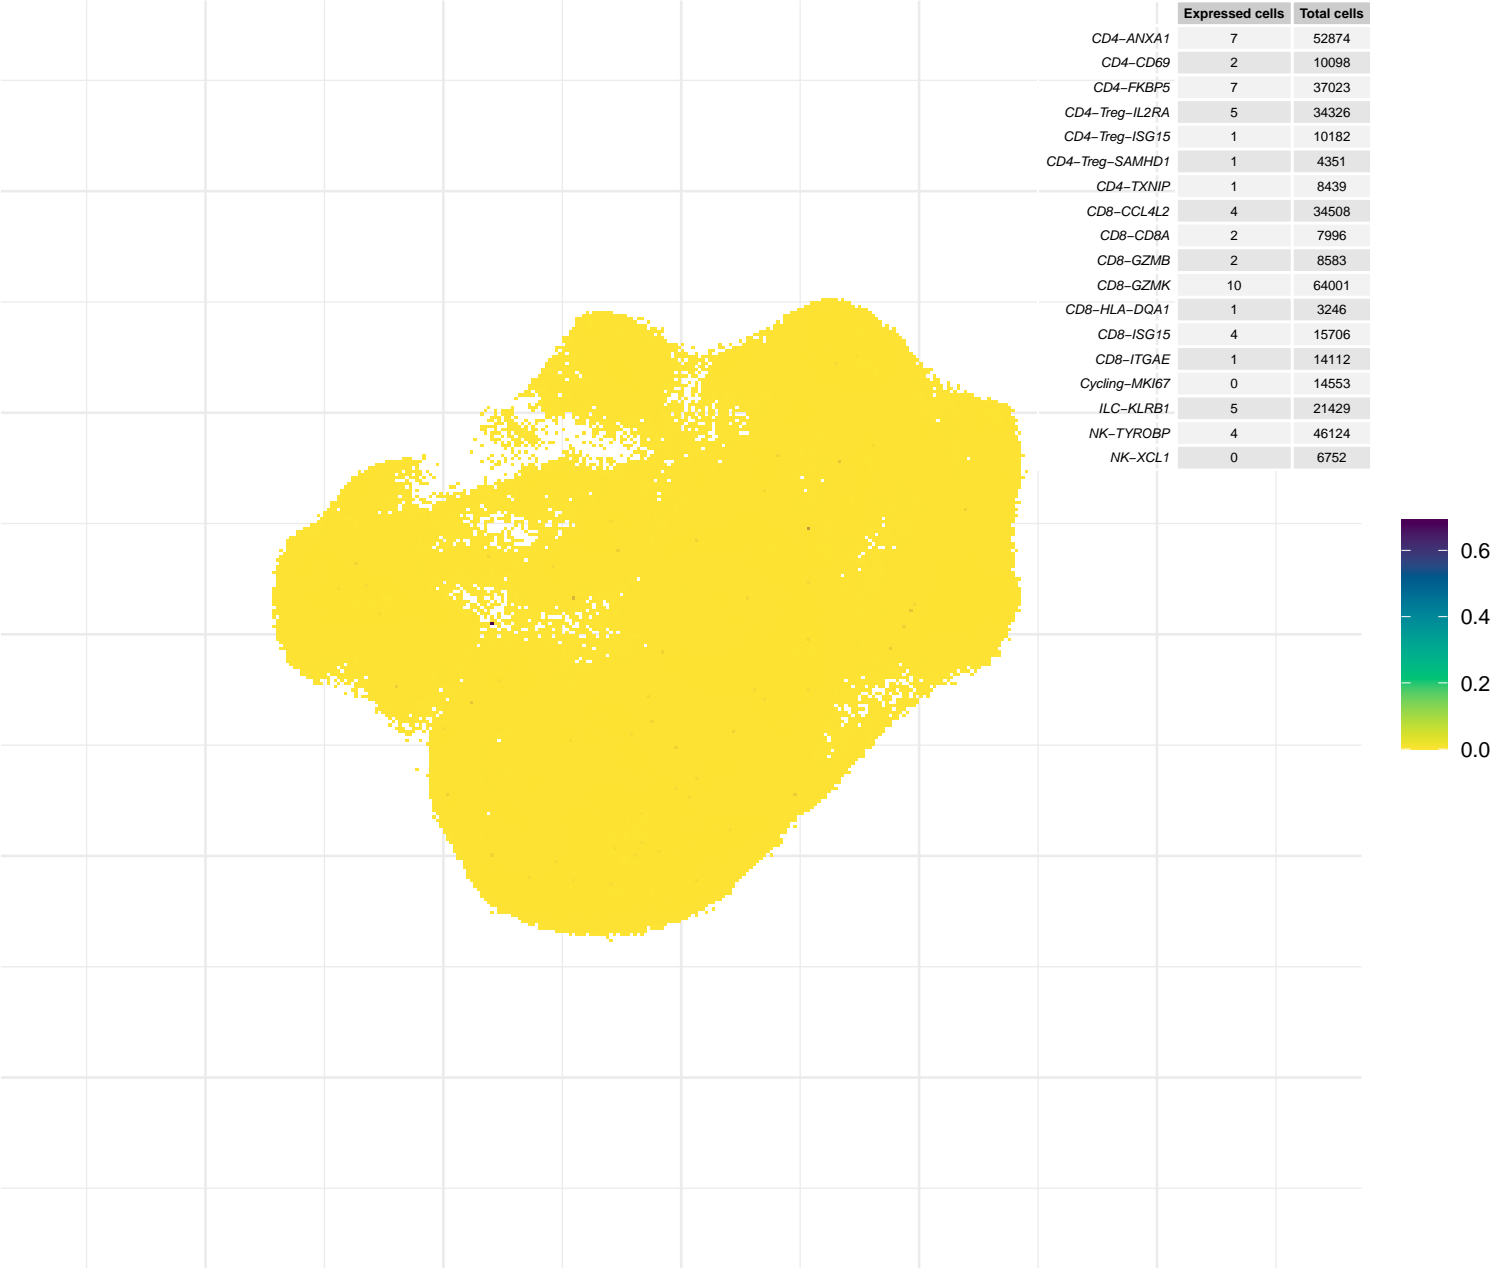 Expressed cells Total cells
CD4−ANXA1 7 52874
CD4−CD69 2 10098
CD4−FKBP5 7 37023
CD4−Treg−IL2RA 5 34326
CD4−Treg−ISG15 1 10182
CD4−Treg−SAMHD1 1 4351
CD4−TXNIP 1 8439
CD8−CCL4L2 4 34508
CD8−CD8A 2 7996
CD8−GZMB 2 8583
CD8−GZMK 10 64001
CD8−HLA−DQA1 1 3246
CD8−ISG15 4 15706
CD8−ITGAE 1 14112
Cycling−MKI67 0 14553
ILC−KLRB1 5 21429
NK−TYROBP 4 46124
NK−XCL1 0 6752
0.6
0.4
0.2
0.0